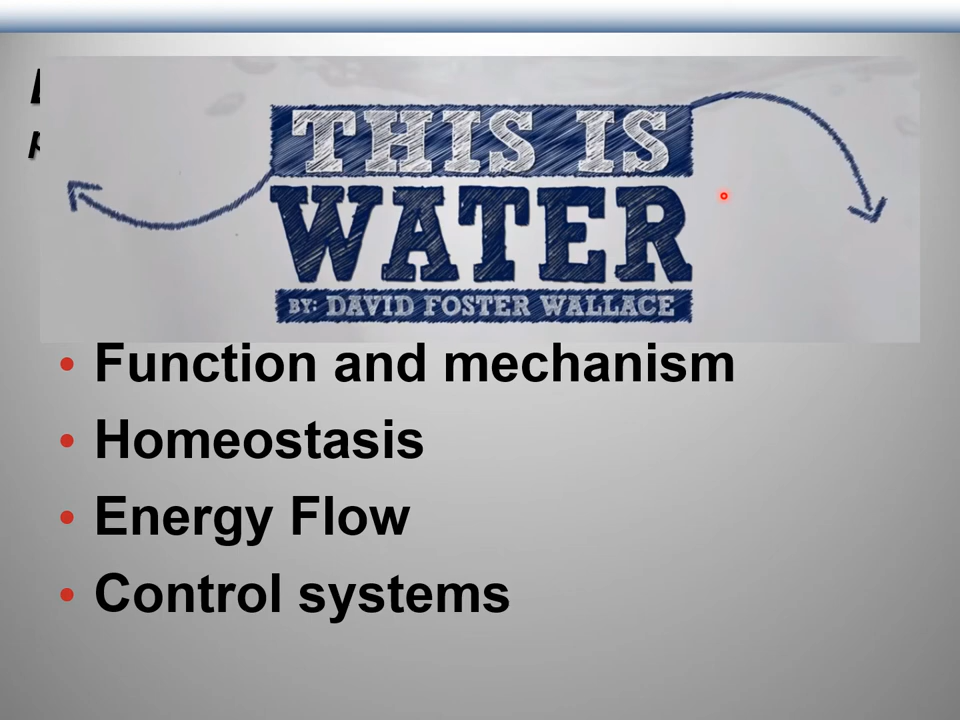 THIS IS
WATER
BY: DAVID FOSTER WALLACE
• Function and mechanism
• Homeostasis
• Energy Flow
• Control systems